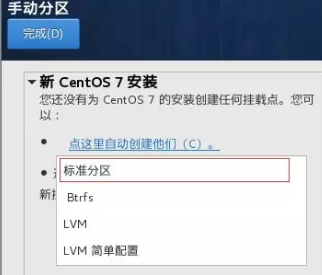 手动分区
完成(D)
新 CentOS 7 安装
您还没有为 CentOS 7 的安装创建任何挂载点。您可
以：
点这里自动创建他们（C）。
标准分区
Btrfs
新
LVM
LVM 简单配置